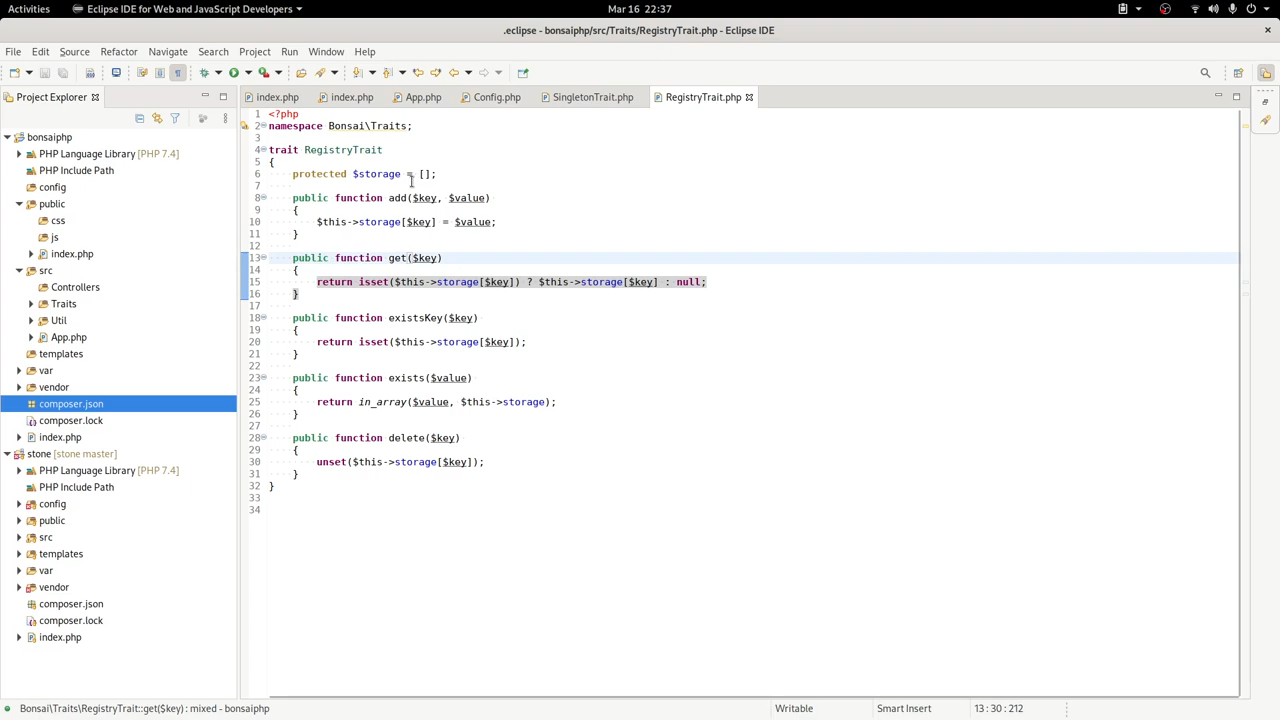 Activities
Eclipse IDE for Web and JavaScript Developers
Mar 16 22:37
.eclipse - bonsaiphp/src/Traits/RegistryTrait.php - Eclipse IDE
File Edit Source Refactor Navigate Search Project Run Window Help
Project Explorer
index.php
index.php
App.php
Config.php
SingletonTrait.php
RegistryTrait.php
bonsaiphp
PHP Language Library [PHP 7.4]
PHP Include Path
config
public
css
js
index.php
src
Controllers
Traits
Util
App.php
templates
var
vendor
composer.json
composer.lock
index.php
stone [stone master]
PHP Language Library [PHP 7.4]
PHP Include Path
config
public
src
templates
var
vendor
composer.json
composer.lock
index.php
1 <?php
2 namespace Bonsai\Traits;
3
4 trait RegistryTrait
5 {
6 protected $storage = [];
7
8 public function add($key, $value)
9 {
10 $this->storage[$key] = $value;
11 }
12
13 public function get($key)
14 {
15 return isset($this->storage[$key]) ? $this->storage[$key] : null;
16 }
17
18 public function existsKey($key)
19 {
20 return isset($this->storage[$key]);
21 }
22
23 public function exists($value)
24 {
25 return in_array($value, $this->storage);
26 }
27
28 public function delete($key)
29 {
30 unset($this->storage[$key]);
31 }
32 }
33
34
Bonsai\Traits\RegistryTrait::get($key) : mixed - bonsaiphp
Writable
Smart Insert
13 : 30 : 212